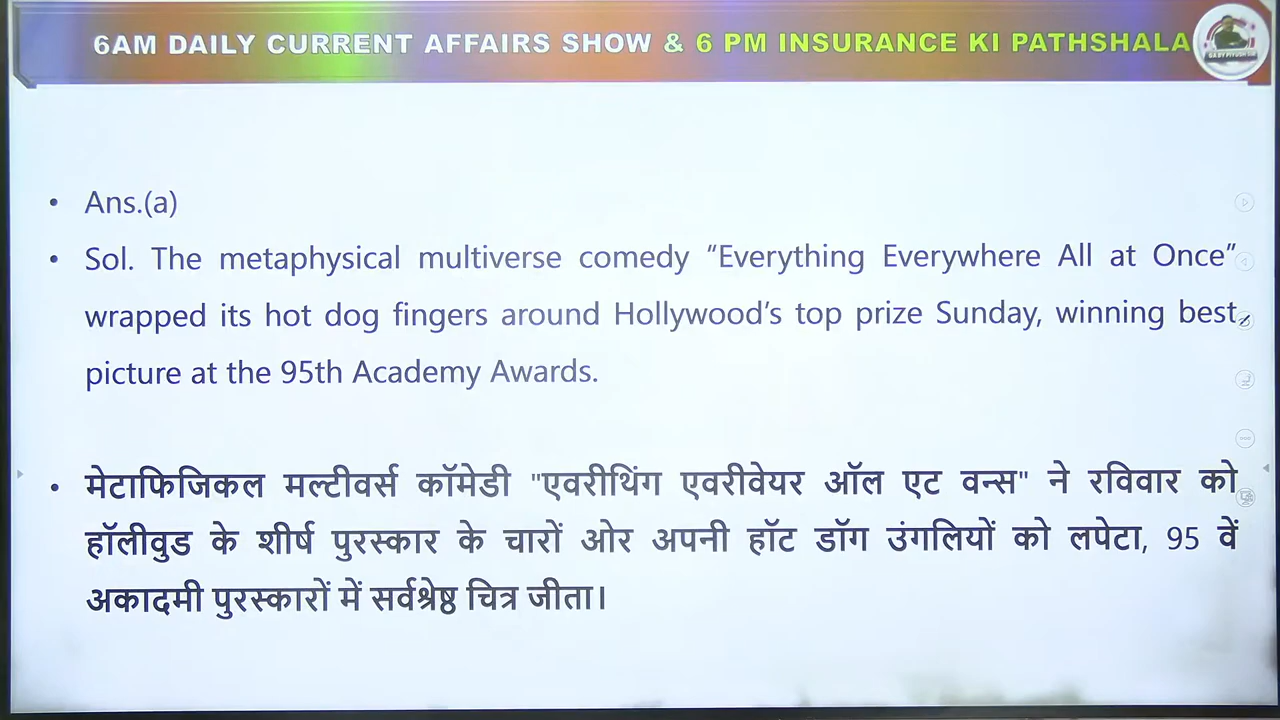 6AM DAILY CURRENT AFFAIRS SHOW & 6 PM INSURANCE KI PATHSHALA
• Ans.(a)
• Sol. The metaphysical multiverse comedy “Everything Everywhere All at Once”
wrapped its hot dog fingers around Hollywood’s top prize Sunday, winning best
picture at the 95th Academy Awards.
• मेटाफिजिकल मल्टीवर्स कॉमेडी "एवरीथिंग एवरीवेयर ऑल एट वन्स" ने रविवार को
हॉलीवुड के शीर्ष पुरस्कार के चारों ओर अपनी हॉट डॉग उंगलियों को लपेटा, 95 वें
अकादमी पुरस्कारों में सर्वश्रेष्ठ चित्र जीता।